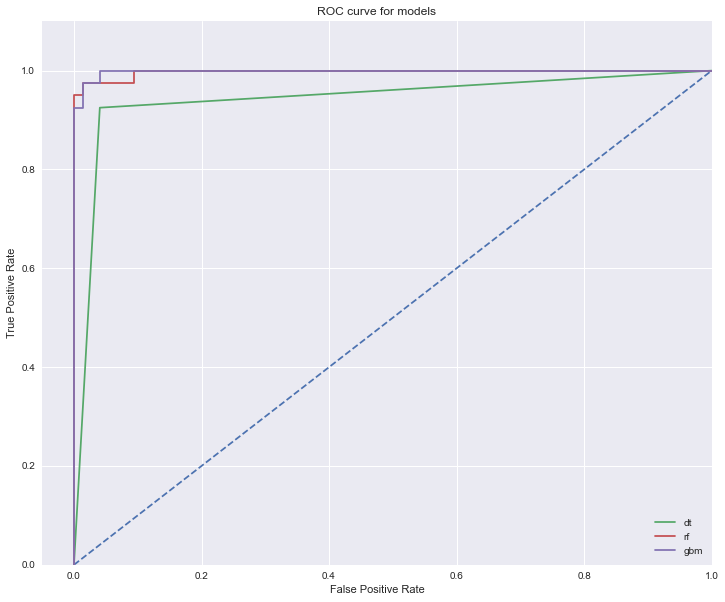 ROC curve for models
1.0
0.8
0.6
0.4
0.2
0.0
True Positive Rate
0.0 0.2 0.4 0.6 0.8 1.0
False Positive Rate
dt
rf
gbm